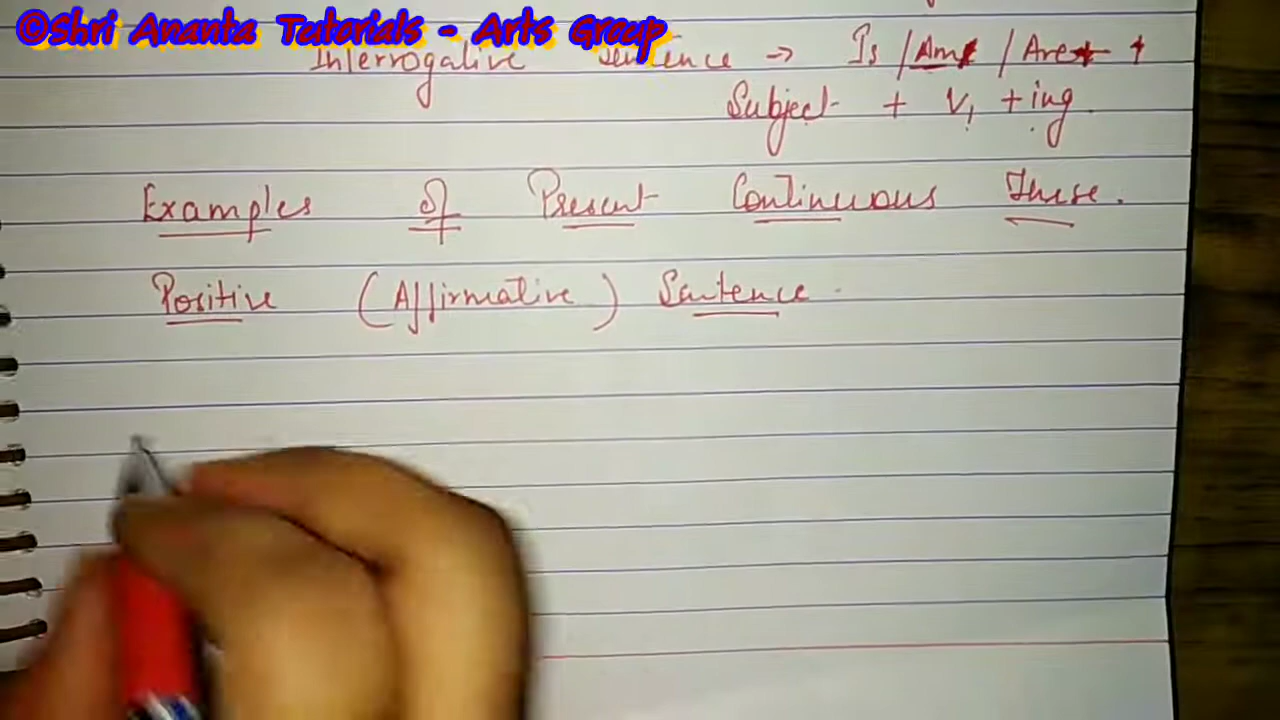 ©Shri Ananta Tutorials - Arts Group
Interrogative Sentence → Is / Am / Are +
Subject + V1 + ing.
Examples of Present Continuous These.
Positive (Affirmative) Sentence.